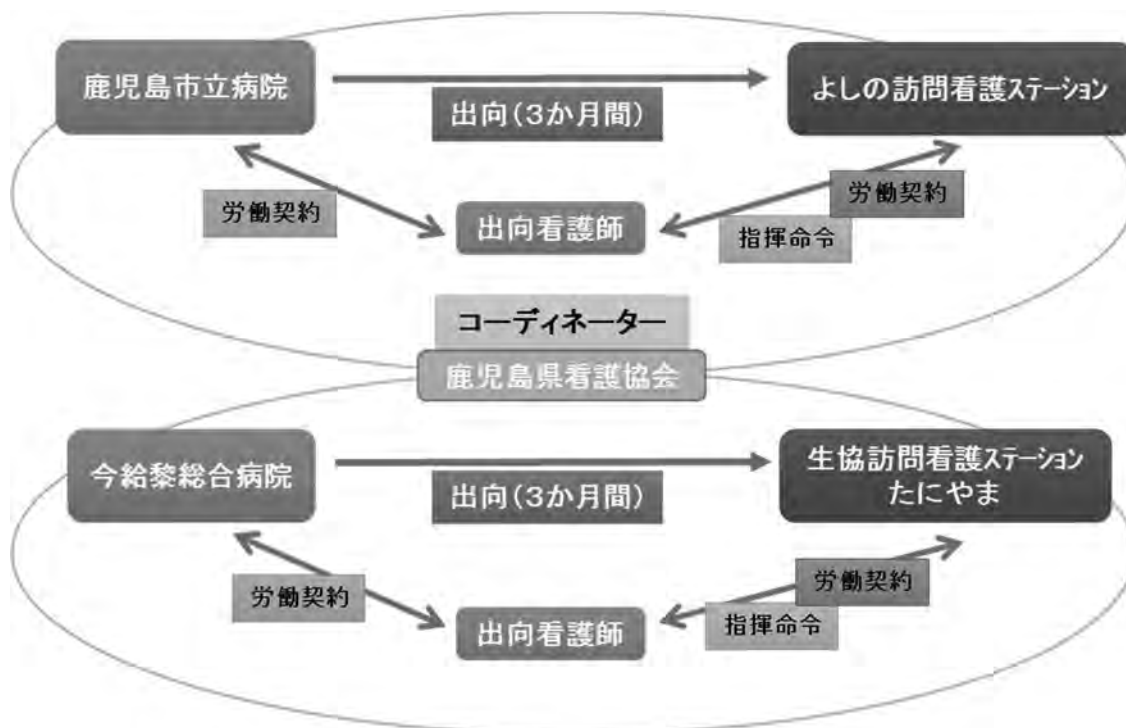 鹿児島市立病院
よしの訪問看護ステーション
出向(3か月間)
労働契約
労働契約
指揮命令
出向看護師
コーディネーター
鹿児島県看護協会
今給黎総合病院
生協訪問看護ステーション
たにやま
出向(3か月間)
労働契約
労働契約
指揮命令
出向看護師